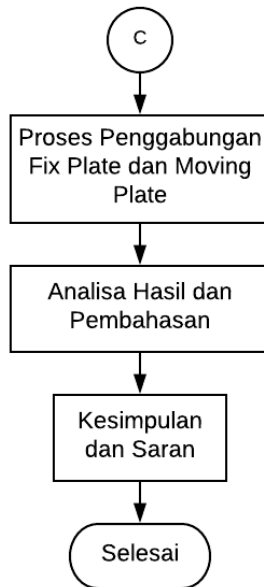 C
Proses Penggabungan
Fix Plate dan Moving
Plate
Analisa Hasil dan
Pembahasan
Kesimpulan
dan Saran
Selesai